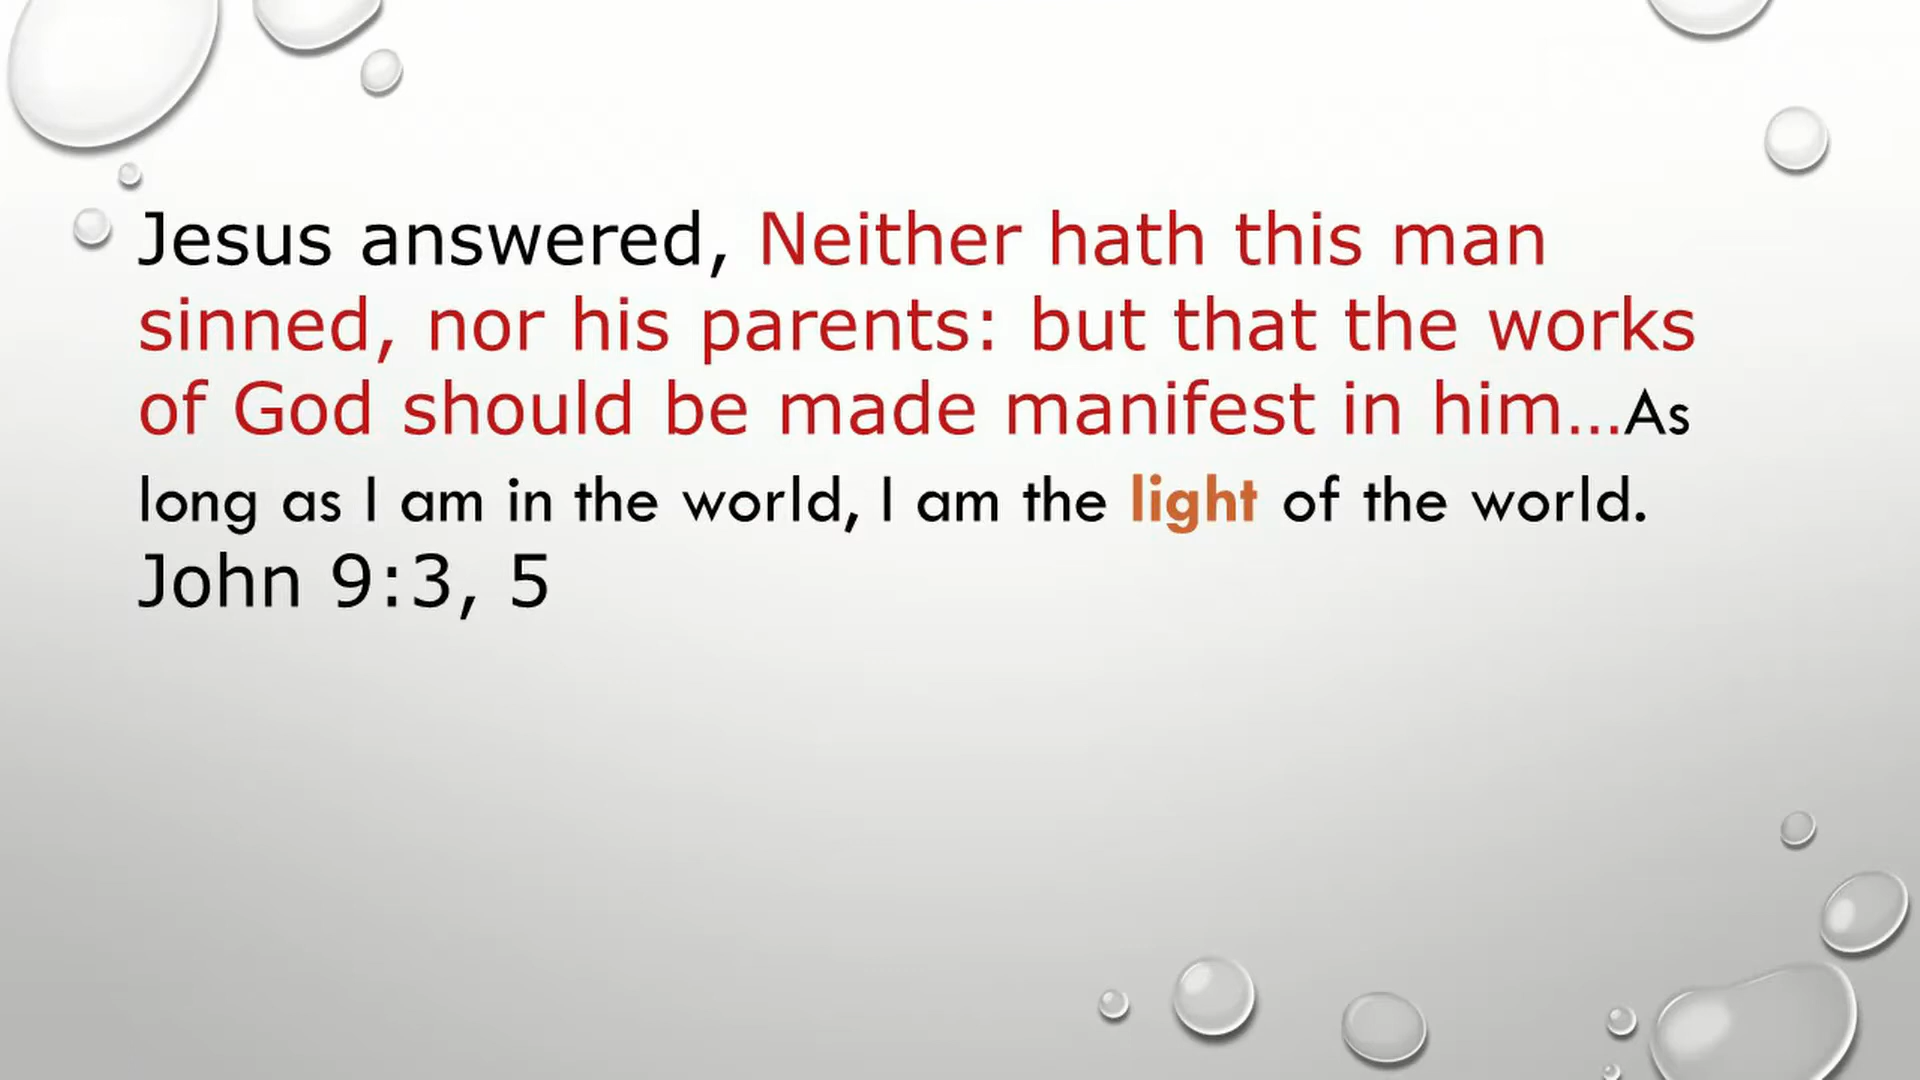 Jesus answered, Neither hath this man
sinned, nor his parents: but that the works
of God should be made manifest in him...As
long as I am in the world, I am the light of the world.
John 9:3, 5